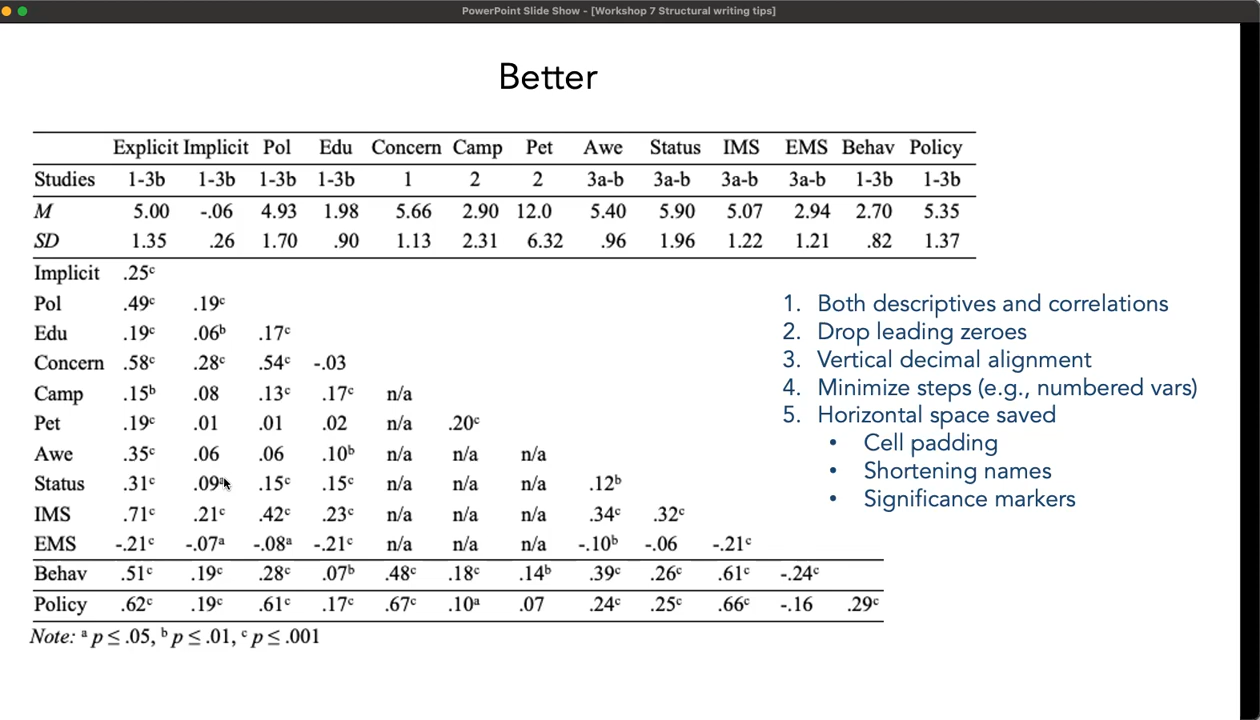 PowerPoint Slide Show - [Workshop 7 Structural writing tips]
Better
Explicit Implicit Pol Edu Concern Camp Pet Awe Status IMS EMS Behav Policy
Studies 1-3b 1-3b 1-3b 1-3b 1 2 2 3a-b 3a-b 3a-b 3a-b 1-3b 1-3b
M 5.00 -.06 4.93 1.98 5.66 2.90 12.0 5.40 5.90 5.07 2.94 2.70 5.35
SD 1.35 .26 1.70 .90 1.13 2.31 6.32 .96 1.96 1.22 1.21 .82 1.37
Implicit .25ᶜ
Pol .49ᶜ .19ᶜ
Edu .19ᶜ .06ᵇ .17ᶜ
Concern .58ᶜ .28ᶜ .54ᶜ -.03
Camp .15ᵇ .08 .13ᶜ .17ᶜ n/a
Pet .19ᶜ .01 .01 .02 n/a .20ᶜ
Awe .35ᶜ .06 .06 .10ᵇ n/a n/a n/a
Status .31ᶜ .09ᵃ .15ᶜ .15ᶜ n/a n/a n/a .12ᵇ
IMS .71ᶜ .21ᶜ .42ᶜ .23ᶜ n/a n/a n/a .34ᶜ .32ᶜ
EMS -.21ᶜ -.07ᵃ -.08ᵃ -.21ᶜ n/a n/a n/a -.10ᵇ -.06 -.21ᶜ
Behav .51ᶜ .19ᶜ .28ᶜ .07ᵇ .48ᶜ .18ᶜ .14ᵇ .39ᶜ .26ᶜ .61ᶜ -.24ᶜ
Policy .62ᶜ .19ᶜ .61ᶜ .17ᶜ .67ᶜ .10ᵃ .07 .24ᶜ .25ᶜ .66ᶜ -.16 .29ᶜ
Note: ᵃ p ≤ .05, ᵇ p ≤ .01, ᶜ p ≤ .001
1. Both descriptives and correlations
2. Drop leading zeroes
3. Vertical decimal alignment
4. Minimize steps (e.g., numbered vars)
5. Horizontal space saved
• Cell padding
• Shortening names
• Significance markers